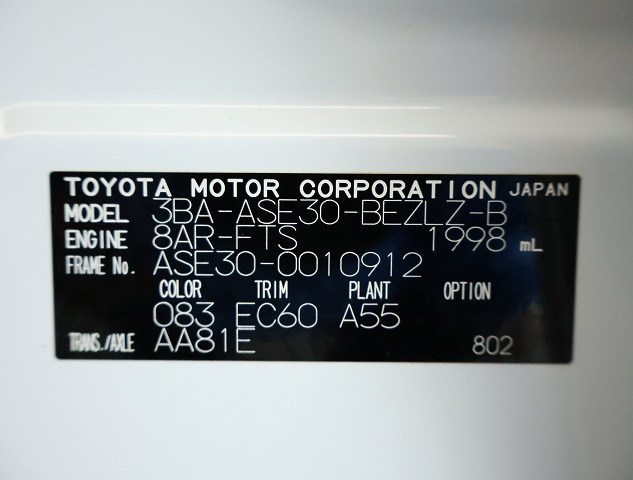 TOYOTA MOTOR CORPORATION JAPAN
MODEL 3BA-ASE30-BEZLZ-B
ENGINE 8AR-FTS 1998 mL
FRAME No. ASE30-0010912
COLOR TRIM PLANT OPTION
083 EC60 A55
TRANS./AXLE AA81E 802